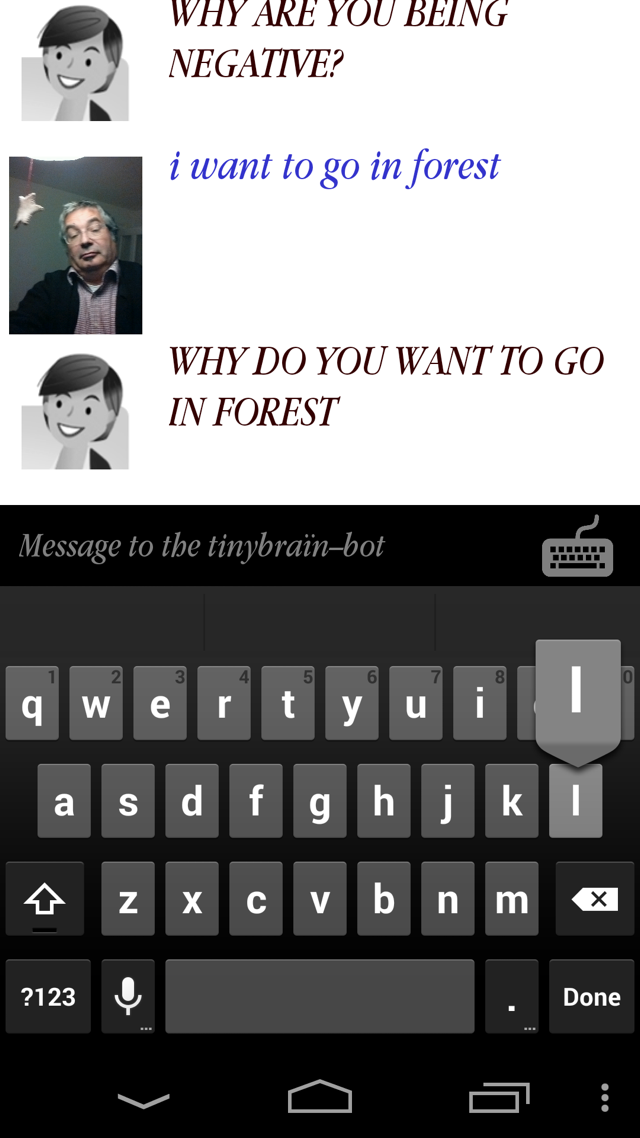 WHY ARE YOU BEING
NEGATIVE?
i want to go in forest
WHY DO YOU WANT TO GO
IN FOREST
Message to the tinybraïn–bot
l
1 2 3 4 5 6 7 8 0
q w e r t y u i
a s d f g h j k l
z x c v b n m
?123 ... . ... Done